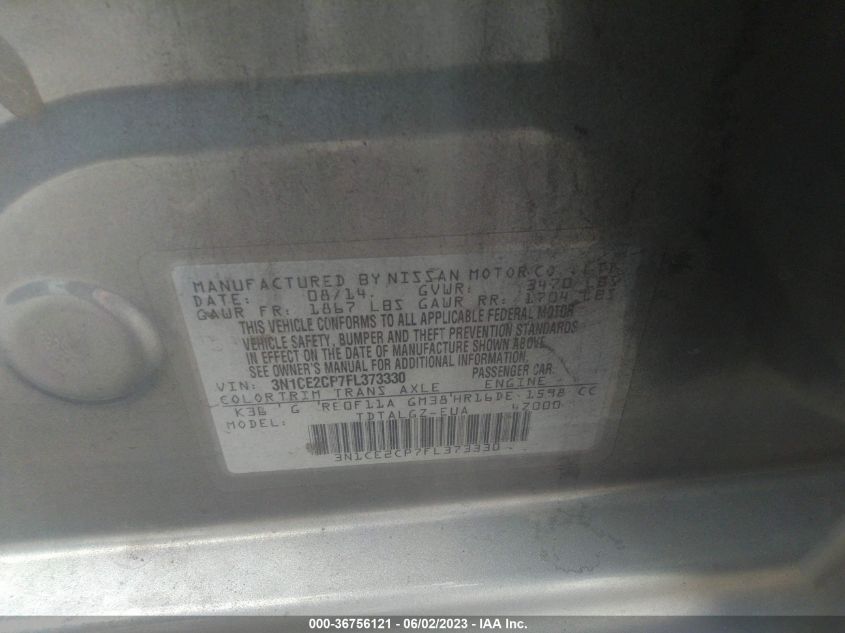 MANUFACTURED BY NISSAN MOTOR CO., LTD.
DATE: 08/14. GVWR: 3470 LBS
GAWR FR: 1867 LBS GAWR RR: 1704 LBS
THIS VEHICLE CONFORMS TO ALL APPLICABLE FEDERAL MOTOR
VEHICLE SAFETY, BUMPER AND THEFT PREVENTION STANDARDS
IN EFFECT ON THE DATE OF MANUFACTURE SHOWN ABOVE.
SEE OWNER'S MANUAL FOR ADDITIONAL INFORMATION.
VIN: 3N1CE2CP7FL373330 PASSENGER CAR
COLOR TRIM TRANS AXLE ENGINE
K36 G RE0F11A GM38 HR16DE 1598 CC
MODEL: TDTALGZ-EUA 42000
3N1CE2CP7FL373330
000-36756121 - 06/02/2023 - IAA Inc.